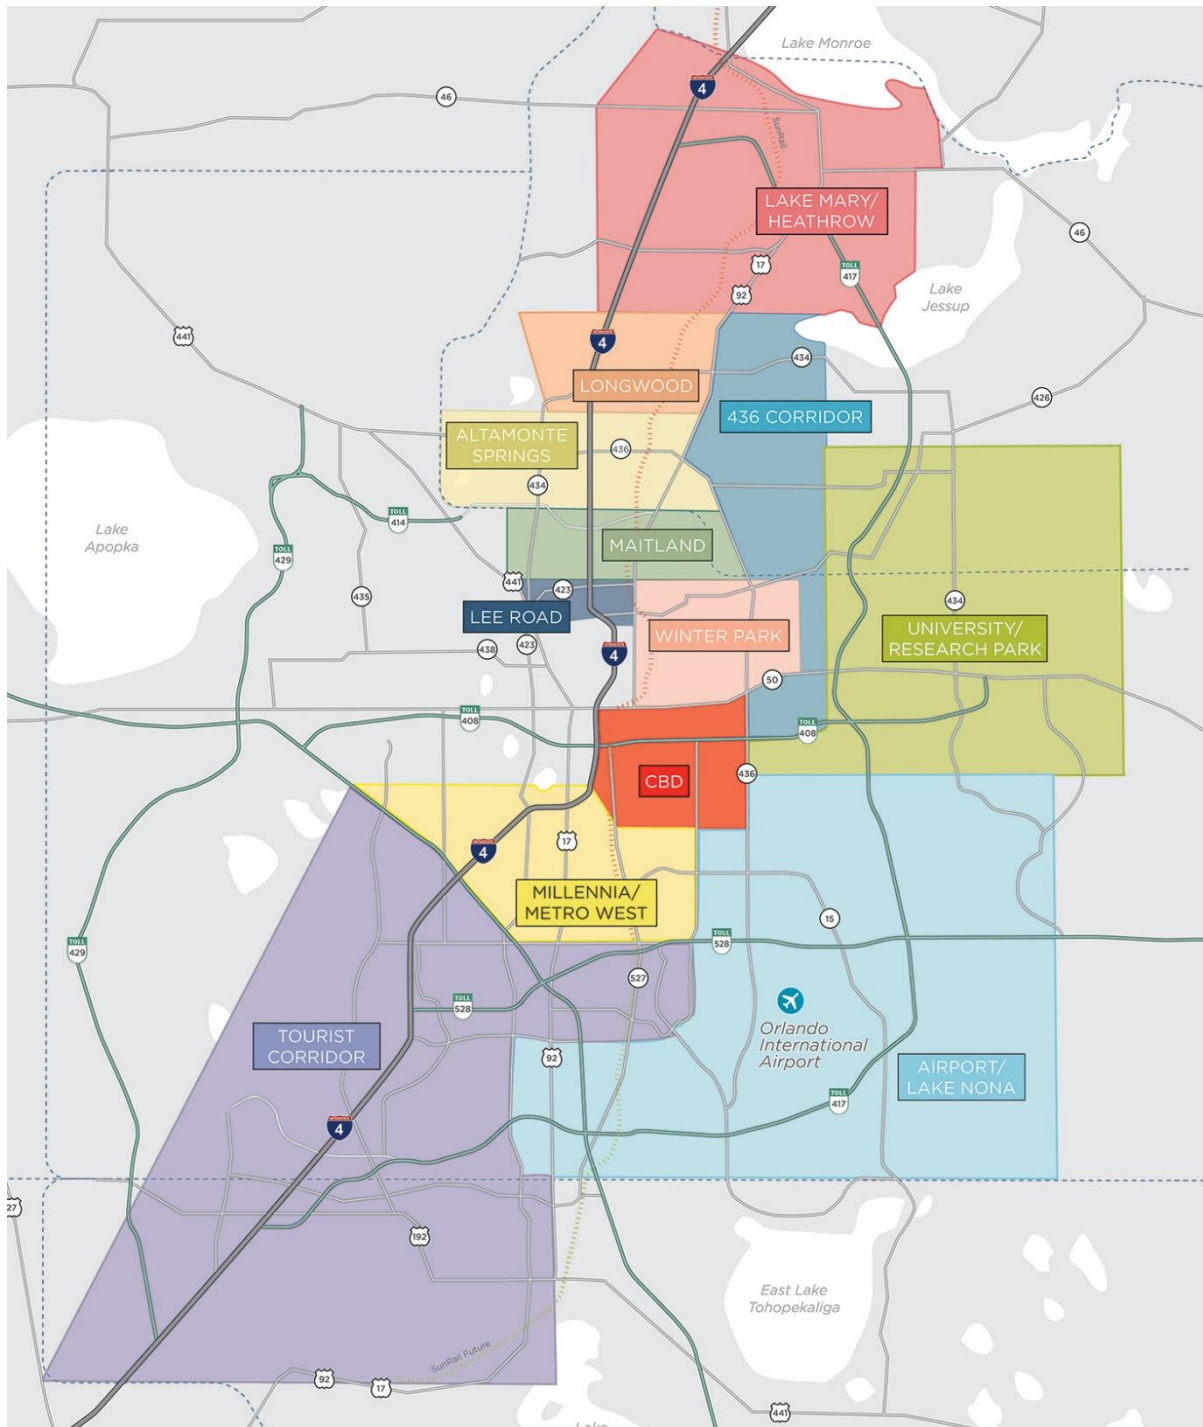 Lake Monroe
4
46
SunRail
LAKE MARY/
HEATHROW
46
17
TOLL
417
92
Lake
Jessup
441
4
434
LONGWOOD
426
436 CORRIDOR
ALTAMONTE
SPRINGS
436
434
TOLL
414
Lake
Apopka
TOLL
429
MAITLAND
441
423
435
434
LEE ROAD
WINTER PARK
UNIVERSITY/
RESEARCH PARK
423
438
4
50
TOLL
408
TOLL
408
CBD
436
17
4
MILLENNIA/
METRO WEST
15
TOLL
429
TOLL
528
527
TOLL
528
Orlando
International
Airport
TOURIST
CORRIDOR
92
AIRPORT/
LAKE NONA
TOLL
417
4
27
192
East Lake
Tohopekaliga
SunRail Future
92
17
441
Lake